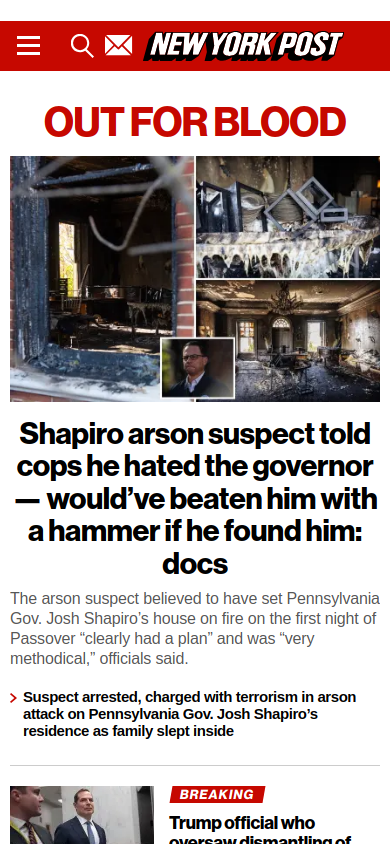 NEW YORK POST
OUT FOR BLOOD
Shapiro arson suspect told
cops he hated the governor
— would’ve beaten him with
a hammer if he found him:
docs
The arson suspect believed to have set Pennsylvania
Gov. Josh Shapiro’s house on fire on the first night of
Passover “clearly had a plan” and was “very
methodical,” officials said.
Suspect arrested, charged with terrorism in arson
attack on Pennsylvania Gov. Josh Shapiro’s
residence as family slept inside
BREAKING
Trump official who
oversaw dismantling of